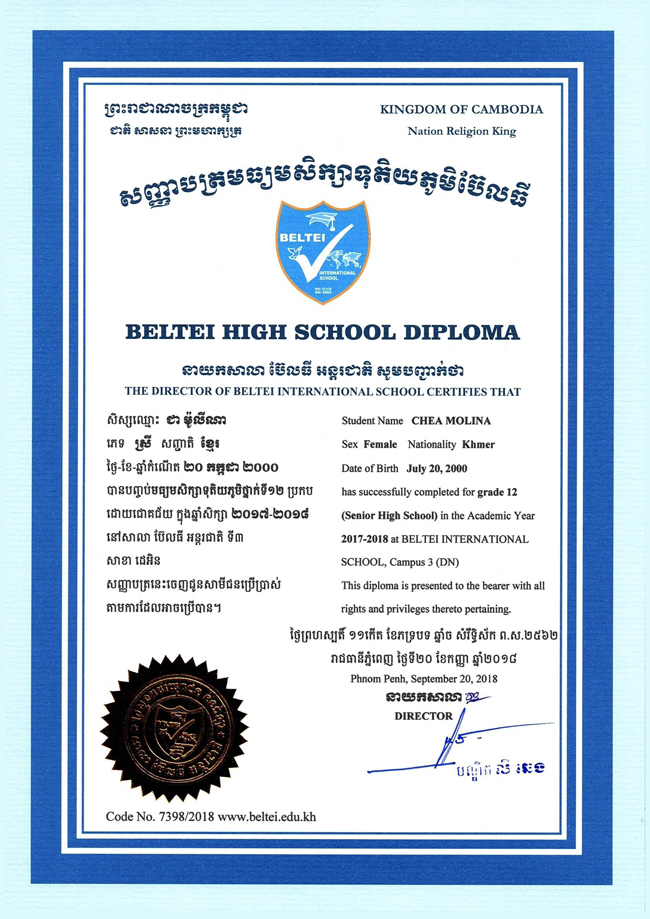 ព្រះរាជាណាចក្រកម្ពុជា
ជាតិ សាសនា ព្រះមហាក្សត្រ
KINGDOM OF CAMBODIA
Nation Religion King
សញ្ញាបត្រមធ្យមសិក្សាទុតិយភូមិប៊ែលធី
BELTEI
INTERNATIONAL
SCHOOL
BELTEI HIGH SCHOOL DIPLOMA
នាយកសាលា ប៊ែលធី អន្តរជាតិ សូមបញ្ជាក់ថា
THE DIRECTOR OF BELTEI INTERNATIONAL SCHOOL CERTIFIES THAT
សិស្សឈ្មោះ ជា ម៉ូលីណា
ភេទ ស្រី សញ្ជាតិ ខ្មែរ
ថ្ងៃ-ខែ-ឆ្នាំកំណើត ២០ កក្កដា ២០០០
បានបញ្ចប់មធ្យមសិក្សាទុតិយភូមិថ្នាក់ទី១២ ប្រកប
ដោយជោគជ័យ ក្នុងឆ្នាំសិក្សា ២០១៧-២០១៨
នៅសាលា ប៊ែលធី អន្តរជាតិ ទី៣
សាខា ដេអិន
សញ្ញាបត្រនេះចេញជូនសាមីជនប្រើប្រាស់
តាមការដែលអាចប្រើបាន។
Student Name CHEA MOLINA
Sex Female Nationality Khmer
Date of Birth July 20, 2000
has successfully completed for grade 12
(Senior High School) in the Academic Year
2017-2018 at BELTEI INTERNATIONAL
SCHOOL, Campus 3 (DN)
This diploma is presented to the bearer with all
rights and privileges thereto pertaining.
ថ្ងៃព្រហស្បតិ៍ ១១កើត ខែភទ្របទ ឆ្នាំច សំរឹទ្ធិស័ក ព.ស.២៥៦២
រាជធានីភ្នំពេញ ថ្ងៃទី២០ ខែកញ្ញា ឆ្នាំ២០១៨
Phnom Penh, September 20, 2018
នាយកសាលា
DIRECTOR
បណ្ឌិត លី ឆេង
Code No. 7398/2018 www.beltei.edu.kh